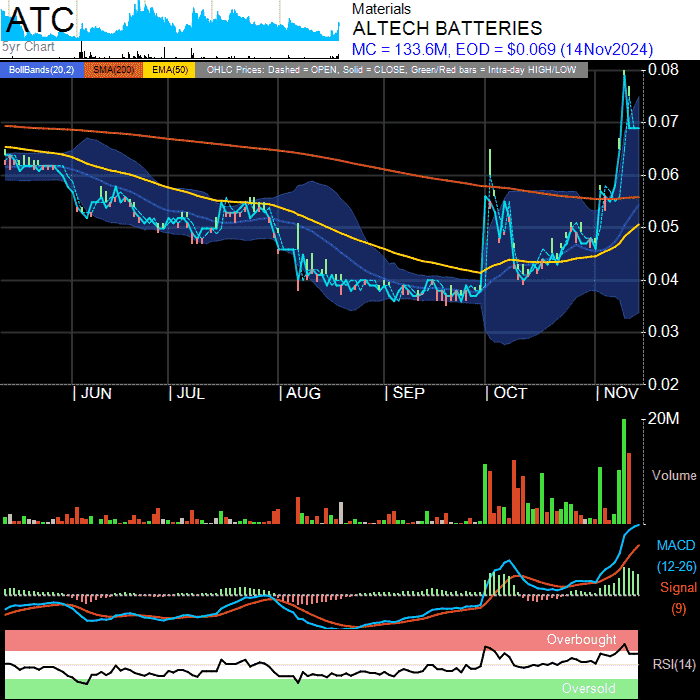 ATC
5yr Chart
Materials
ALTECH BATTERIES
MC = 133.6M, EOD = $0.069 (14Nov2024)
BollBands(20,2) SMA(200) EMA(50) OHLC Prices: Dashed = OPEN, Solid = CLOSE, Green/Red bars = Intra-day HIGH/LOW
0.08
0.07
0.06
0.05
0.04
0.03
0.02
JUN JUL AUG SEP OCT NOV
20M
Volume
MACD
(12-26)
Signal
(9)
Overbought
RSI(14)
Oversold